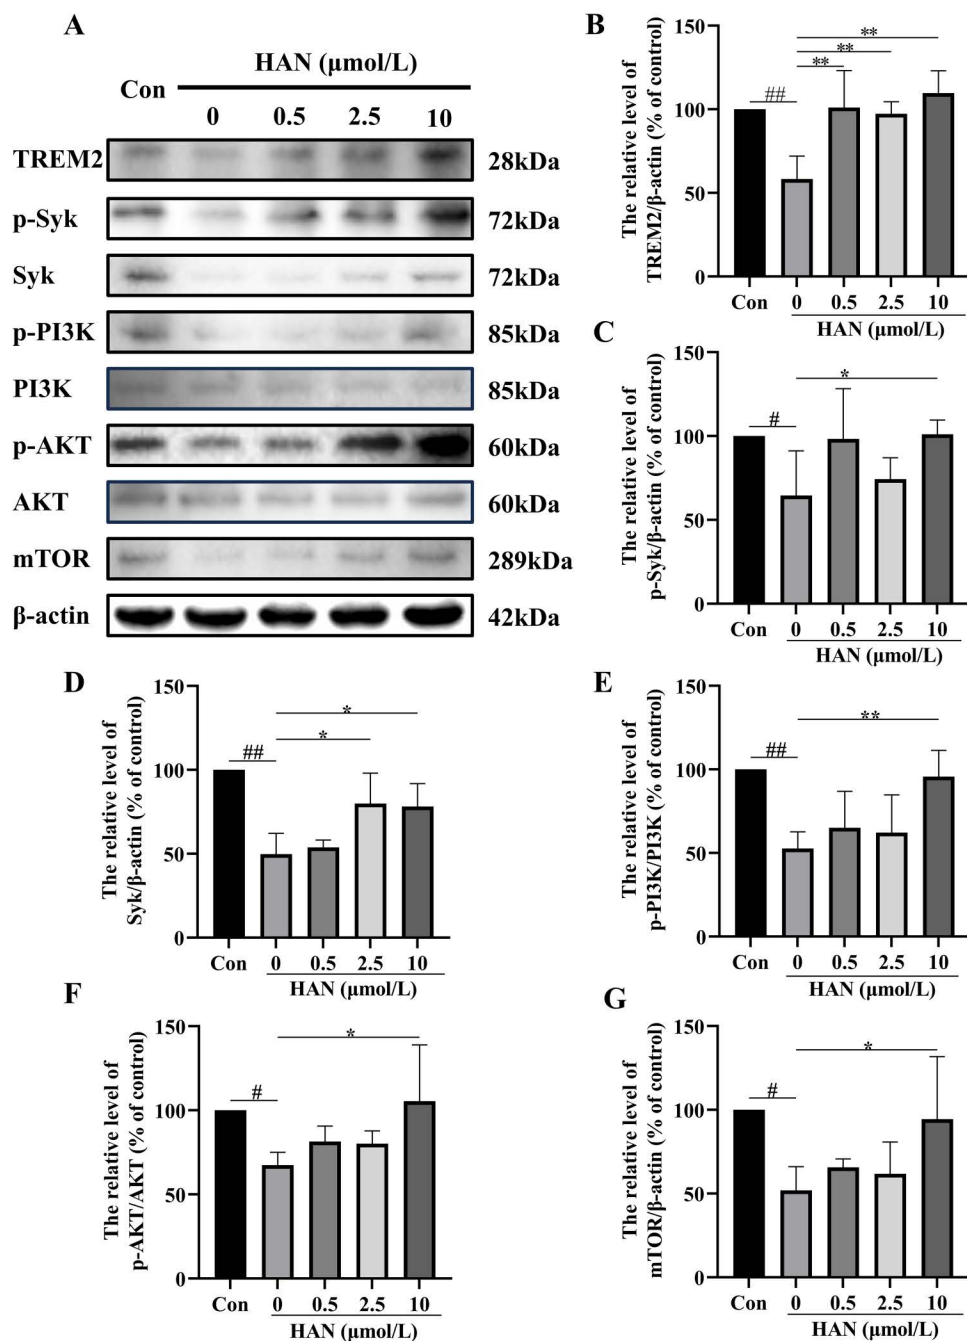 A
Con
HAN (μmol/L)
0 0.5 2.5 10
TREM2 28kDa
p-Syk 72kDa
Syk 72kDa
p-PI3K 85kDa
PI3K 85kDa
p-AKT 60kDa
AKT 60kDa
mTOR 289kDa
β-actin 42kDa
B
The relative level of
TREM2/β-actin (% of control)
150
100
50
0
##
**
**
**
Con 0 0.5 2.5 10
HAN (μmol/L)
C
The relative level of
p-Syk/β-actin (% of control)
150
100
50
0
#
*
Con 0 0.5 2.5 10
HAN (μmol/L)
D
The relative level of
Syk/β-actin (% of control)
150
100
50
0
##
*
*
Con 0 0.5 2.5 10
HAN (μmol/L)
E
The relative level of
p-PI3K/PI3K (% of control)
150
100
50
0
##
**
Con 0 0.5 2.5 10
HAN (μmol/L)
F
The relative level of
p-AKT/AKT (% of control)
150
100
50
0
#
*
Con 0 0.5 2.5 10
HAN (μmol/L)
G
The relative level of
mTOR/β-actin (% of control)
150
100
50
0
#
*
Con 0 0.5 2.5 10
HAN (μmol/L)